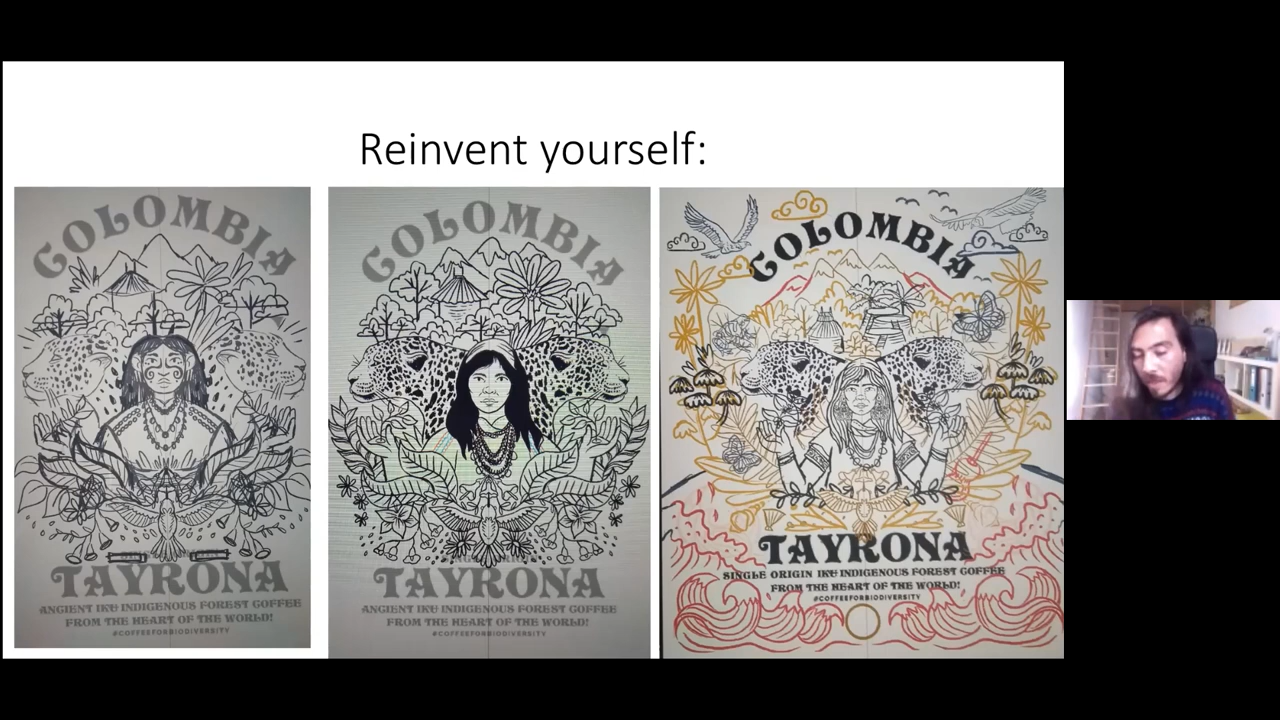 Reinvent yourself:
COLOMBIA
TAYRONA
ANCIENT IKU INDIGENOUS FOREST COFFEE
FROM THE HEART OF THE WORLD!
#COFFEEFORBIODIVERSITY
COLOMBIA
TAYRONA
ANCIENT IKU INDIGENOUS FOREST COFFEE
FROM THE HEART OF THE WORLD!
#COFFEEFORBIODIVERSITY
COLOMBIA
TAYRONA
SINGLE ORIGIN IKU INDIGENOUS FOREST COFFEE
FROM THE HEART OF THE WORLD!
#COFFEEFORBIODIVERSITY